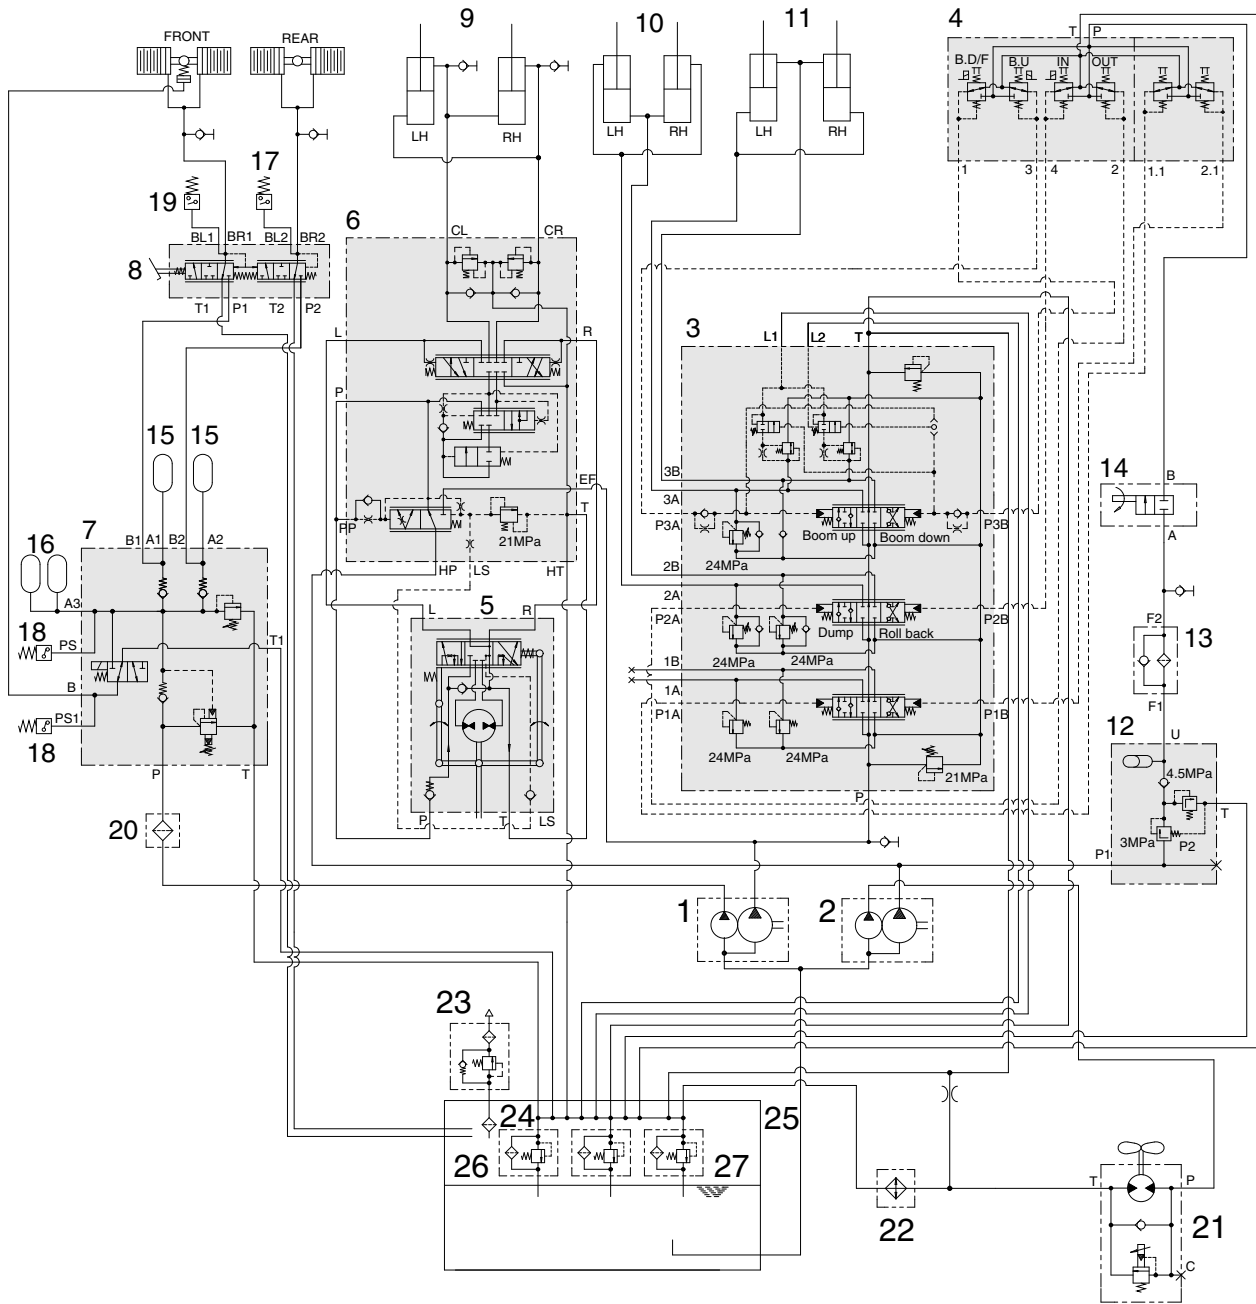 9
10
11
4
T P
FRONT
REAR
B.D/F
B.U
IN
OUT
LH
RH
LH
RH
LH
RH
1
3
4
2
1.1
2.1
17
19
6
BL1
BR1
BL2
BR2
CL
CR
8
T1
P1
T2
P2
L
R
3
L1
L2
T
P
15
15
14
B
EF
3B
3A
7
16
B1
A1
B2
A2
PP
T
P3A
P3B
A
21MPa
Boom up
Boom down
HP
LS
HT
24MPa
2B
A3
L
5
R
2A
F2
18
PS
T1
P2A
P2B
13
Dump
Roll back
24MPa
24MPa
1B
B
1A
PS1
P1A
P1B
F1
18
12
U
24MPa
24MPa
21MPa
4.5MPa
P
T
P
P
T
LS
T
20
3MPa
P2
P1
1
2
23
24
25
26
27
22
T
P
21
C